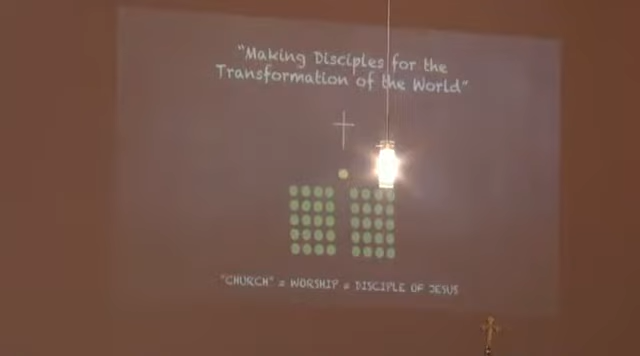 "Making Disciples for the
Transformation of the World"
"CHURCH" = WORSHIP = DISCIPLE OF JESUS